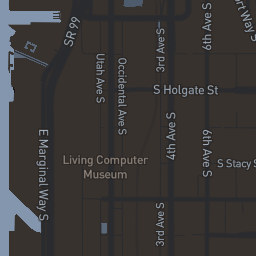 SR 99
3rd Ave S
6th Ave S
Utah Ave S
Occidental Ave S
S Holgate St
E Marginal Way S
4th Ave S
6th Ave S
Living Computer
Museum
S Stacy S
3rd Ave S